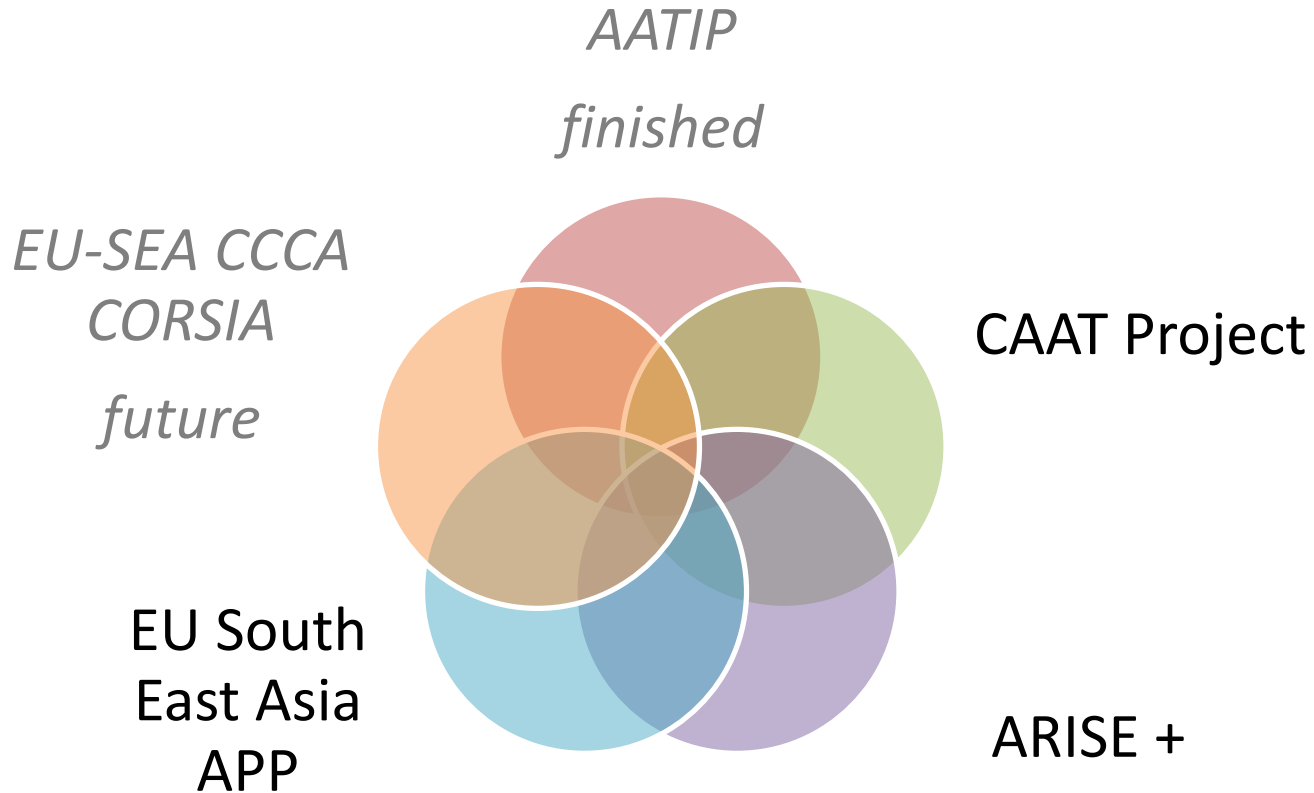 AATIP
finished
EU-SEA CCCA
CORSIA
future
CAAT Project
EU South
East Asia
APP
ARISE +